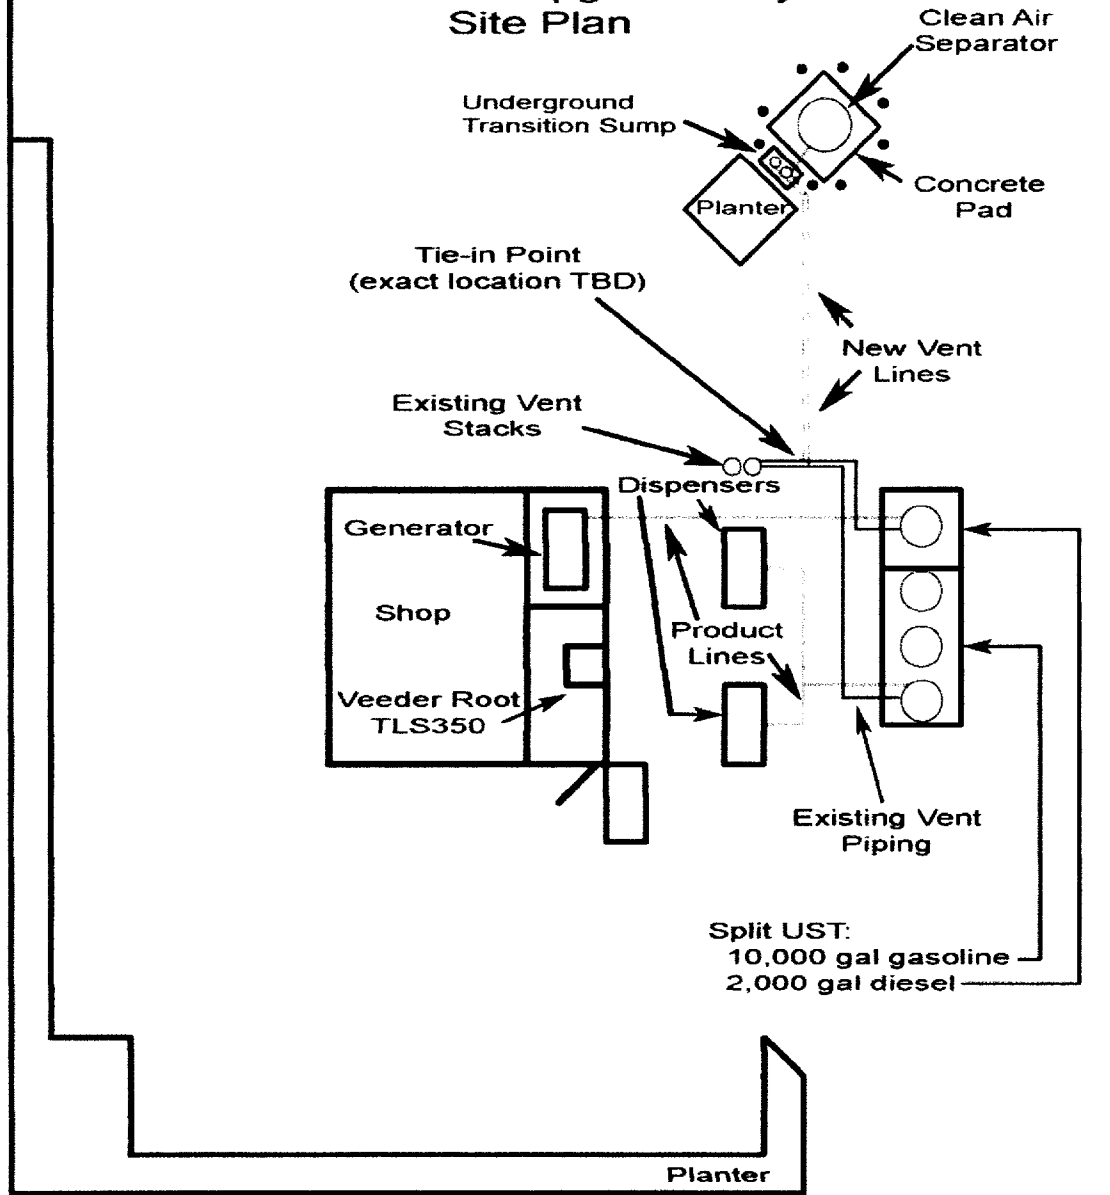 Site Plan
Clean Air
Separator
Underground
Transition Sump
Concrete
Pad
Planter
Tie-in Point
(exact location TBD)
New Vent
Lines
Existing Vent
Stacks
Dispensers
Generator
Shop
Product
Lines
Veeder Root
TLS350
Existing Vent
Piping
Split UST:
10,000 gal gasoline
2,000 gal diesel
Planter